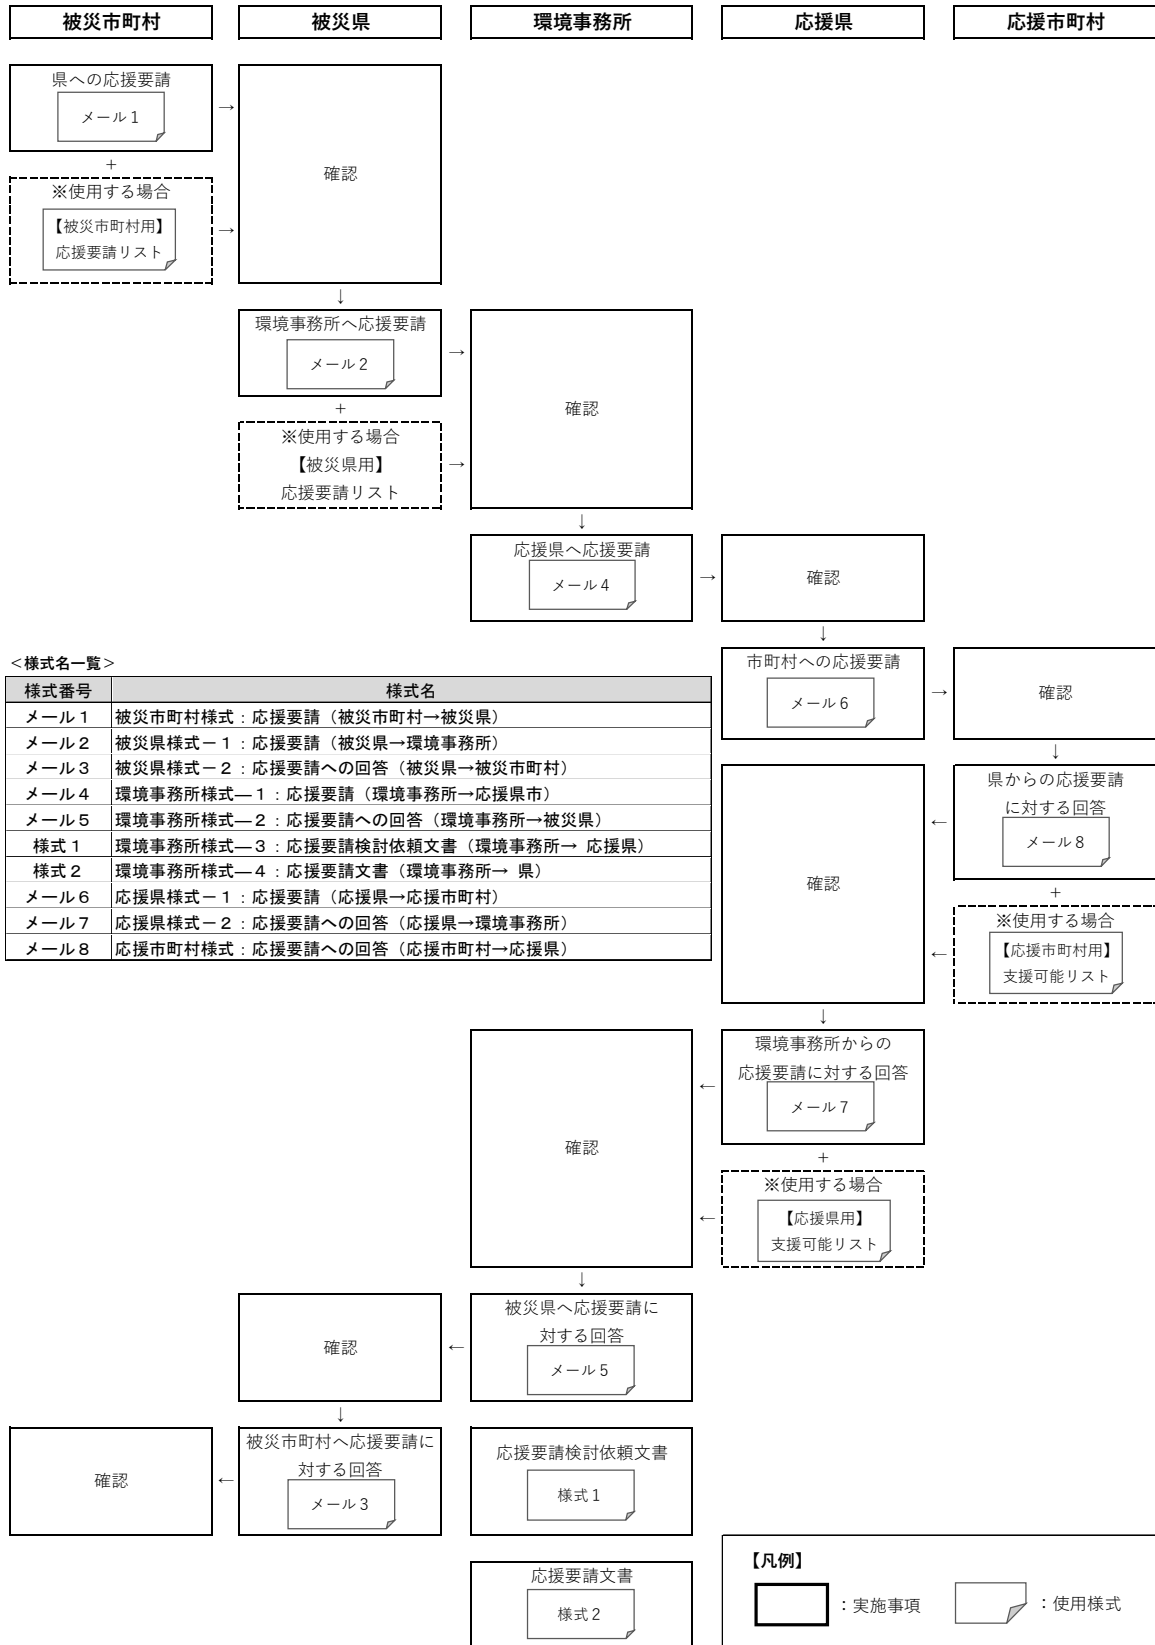 被災市町村
被災県
環境事務所
応援県
応援市町村
県への応援要請
メール１
→
確認
＋
※使用する場合
【被災市町村用】
応援要請リスト
→
↓
環境事務所へ応援要請
メール２
→
確認
＋
※使用する場合
【被災県用】
応援要請リスト
→
↓
応援県へ応援要請
メール４
→
確認
↓
市町村への応援要請
メール６
→
確認
↓
＜様式名一覧＞
様式番号 様式名
メール１ 被災市町村様式：応援要請（被災市町村→被災県）
メール２ 被災県様式－１：応援要請（被災県→環境事務所）
メール３ 被災県様式－２：応援要請への回答（被災県→被災市町村）
メール４ 環境事務所様式―１：応援要請（環境事務所→応援県市）
メール５ 環境事務所様式―２：応援要請への回答（環境事務所→被災県）
様式１ 環境事務所様式―３：応援要請検討依頼文書（環境事務所→ 応援県）
様式２ 環境事務所様式―４：応援要請文書（環境事務所→ 県）
メール６ 応援県様式－１：応援要請（応援県→応援市町村）
メール７ 応援県様式－２：応援要請への回答（応援県→環境事務所）
メール８ 応援市町村様式：応援要請への回答（応援市町村→応援県）
県からの応援要請
に対する回答
メール８
←
確認
＋
※使用する場合
【応援市町村用】
支援可能リスト
←
↓
環境事務所からの
応援要請に対する回答
メール７
←
確認
＋
※使用する場合
【応援県用】
支援可能リスト
←
↓
被災県へ応援要請に
対する回答
メール５
←
確認
↓
被災市町村へ応援要請に
対する回答
メール３
←
確認
応援要請検討依頼文書
様式１
応援要請文書
様式２
【凡例】
：実施事項
：使用様式